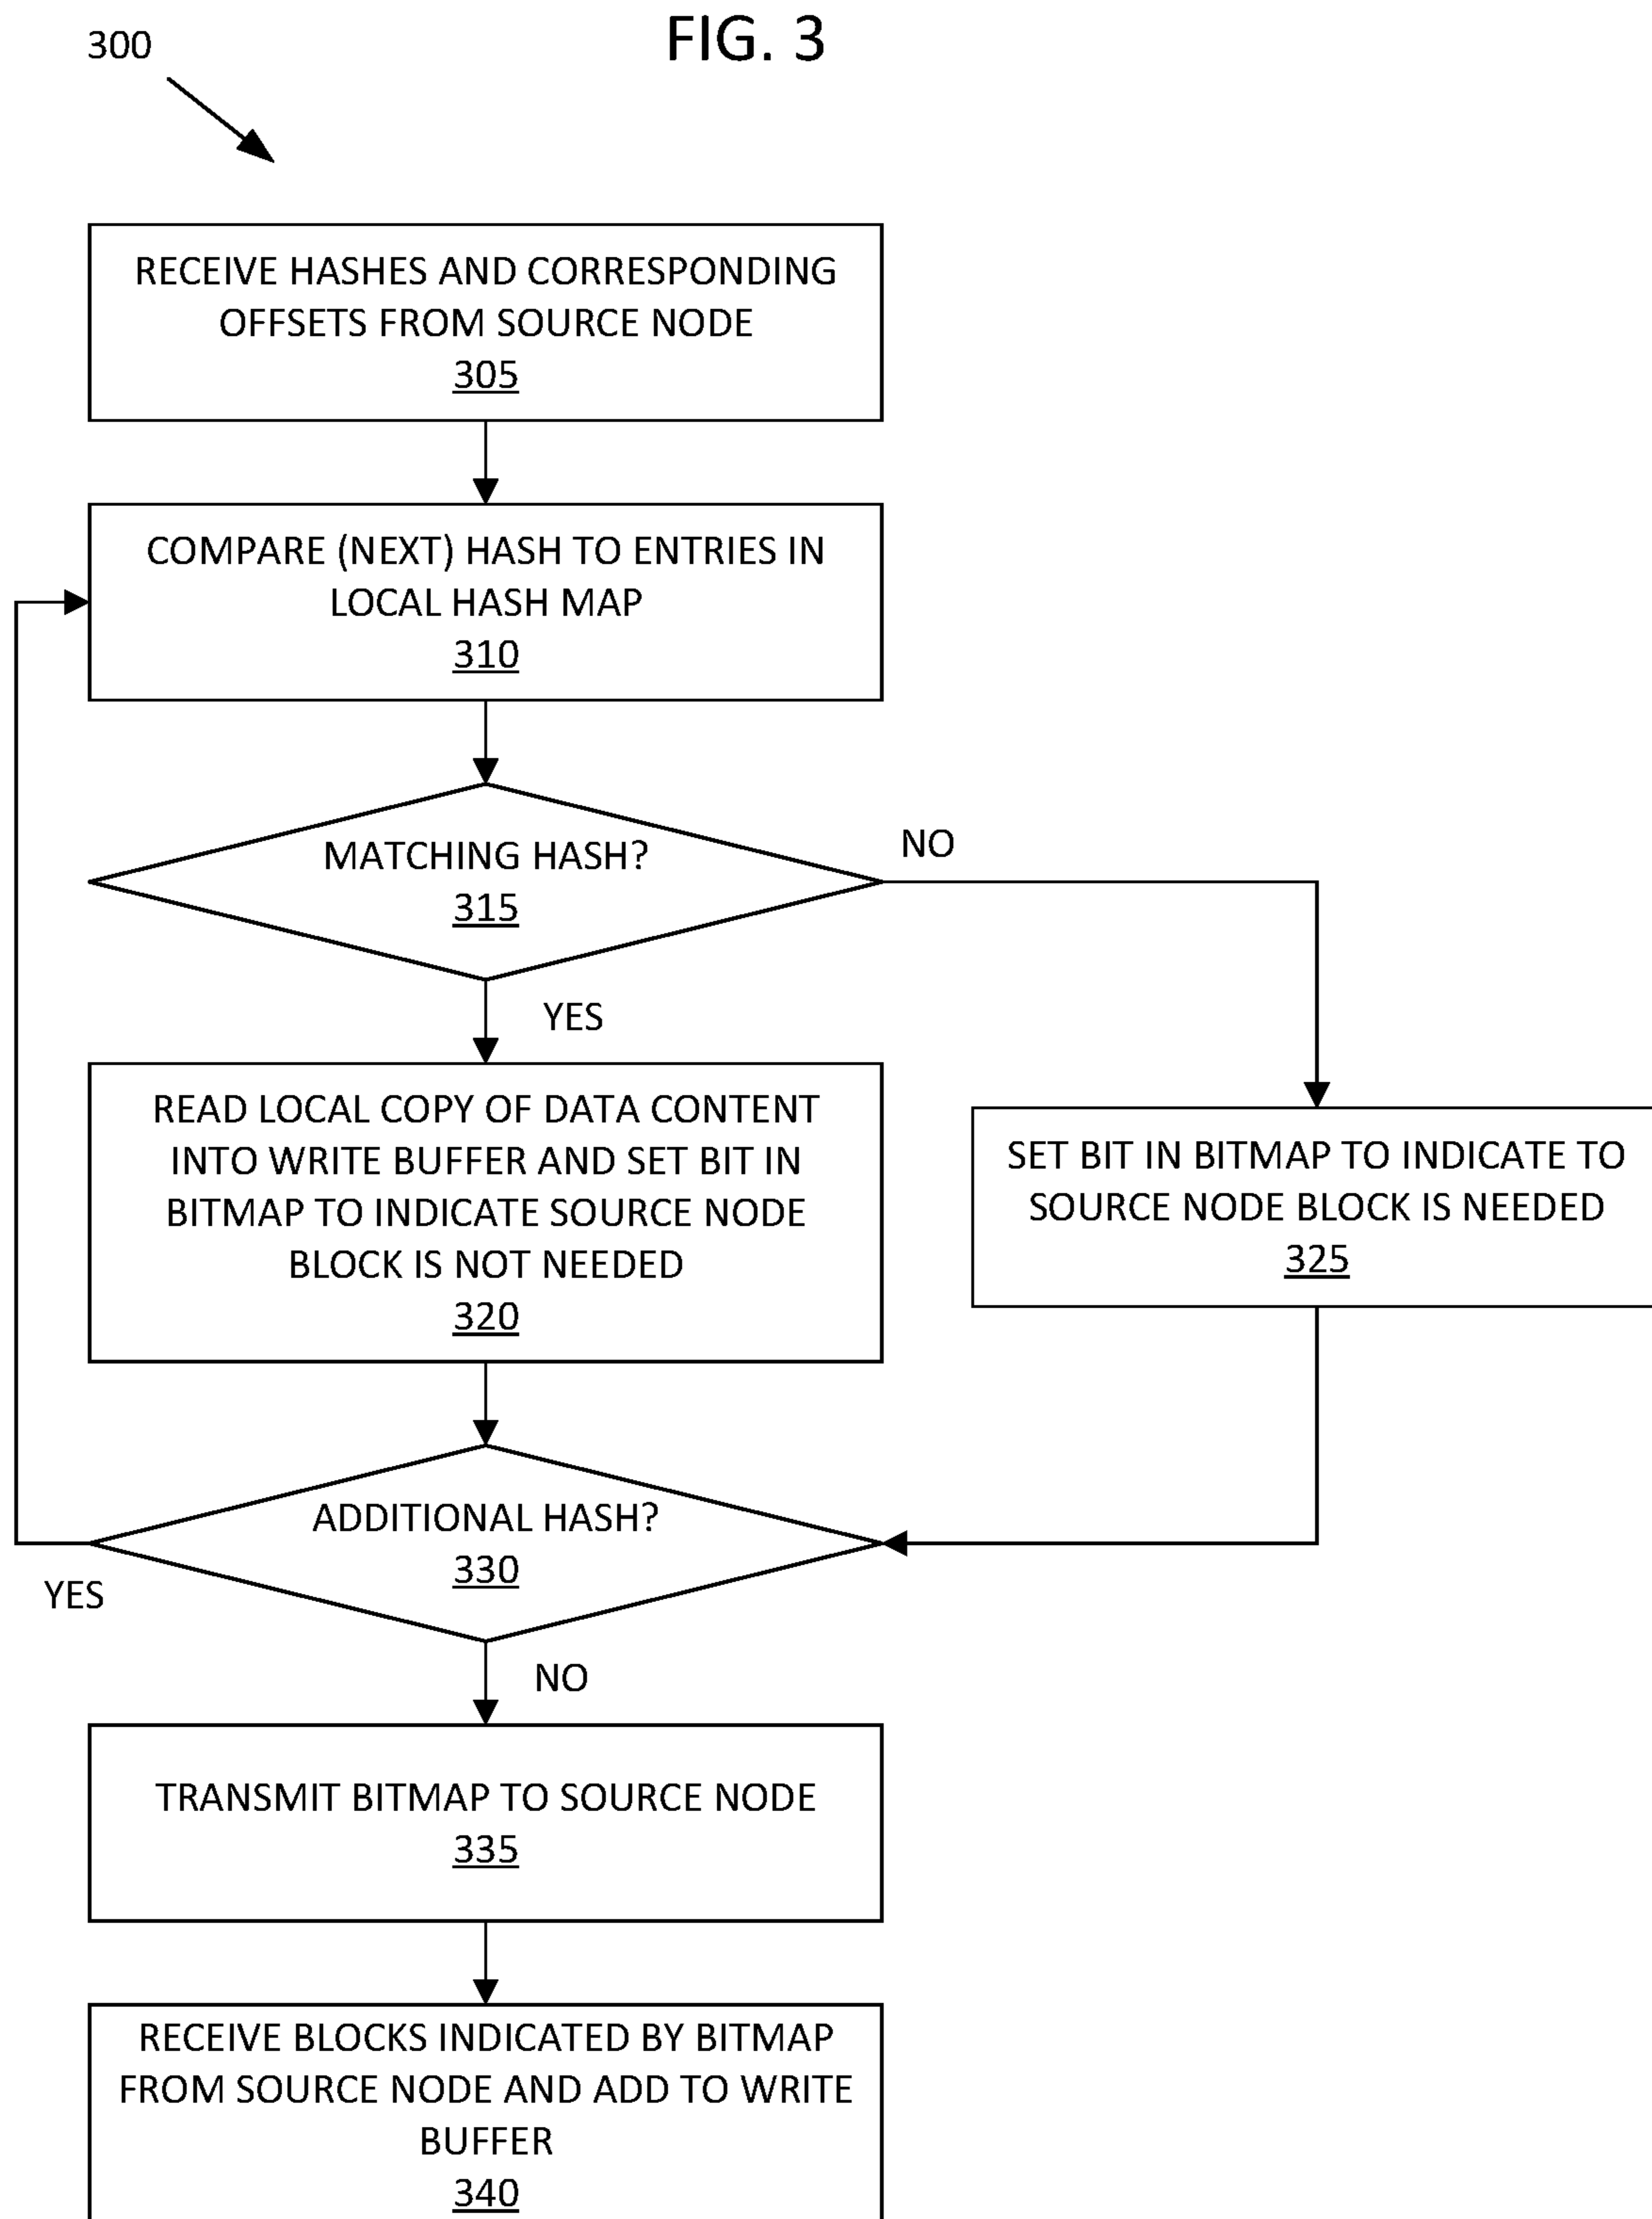 FIG. 3
300
RECEIVE HASHES AND CORRESPONDING
OFFSETS FROM SOURCE NODE
305
COMPARE (NEXT) HASH TO ENTRIES IN
LOCAL HASH MAP
310
MATCHING HASH?
315
NO
YES
READ LOCAL COPY OF DATA CONTENT
INTO WRITE BUFFER AND SET BIT IN
BITMAP TO INDICATE SOURCE NODE
BLOCK IS NOT NEEDED
320
SET BIT IN BITMAP TO INDICATE TO
SOURCE NODE BLOCK IS NEEDED
325
ADDITIONAL HASH?
330
YES
NO
TRANSMIT BITMAP TO SOURCE NODE
335
RECEIVE BLOCKS INDICATED BY BITMAP
FROM SOURCE NODE AND ADD TO WRITE
BUFFER
340